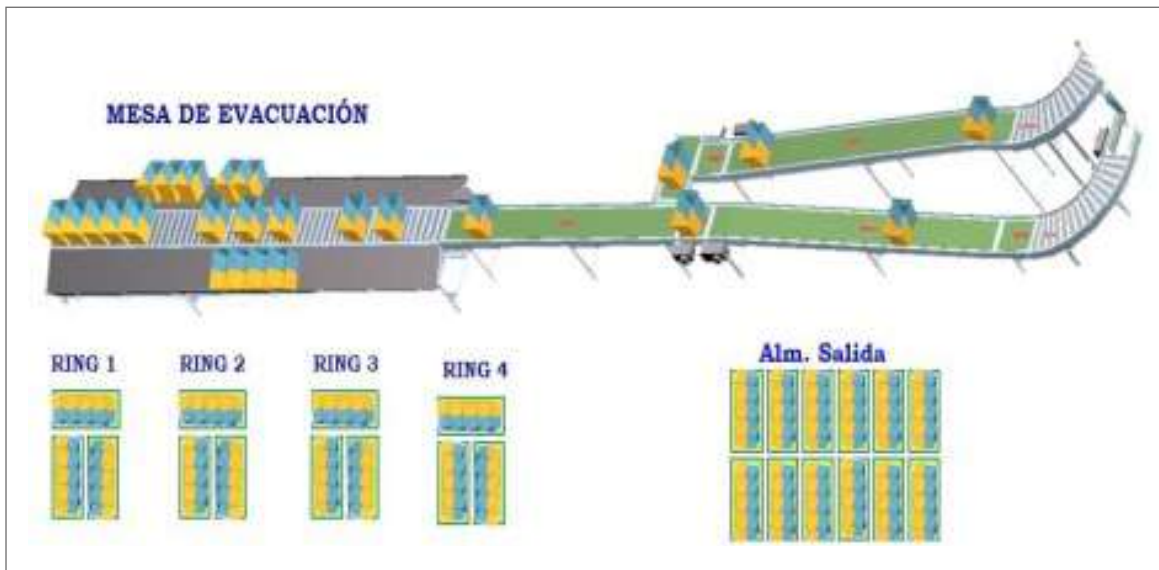 MESA DE EVACUACIÓN
RING 1
RING 2
RING 3
RING 4
Alm. Salida